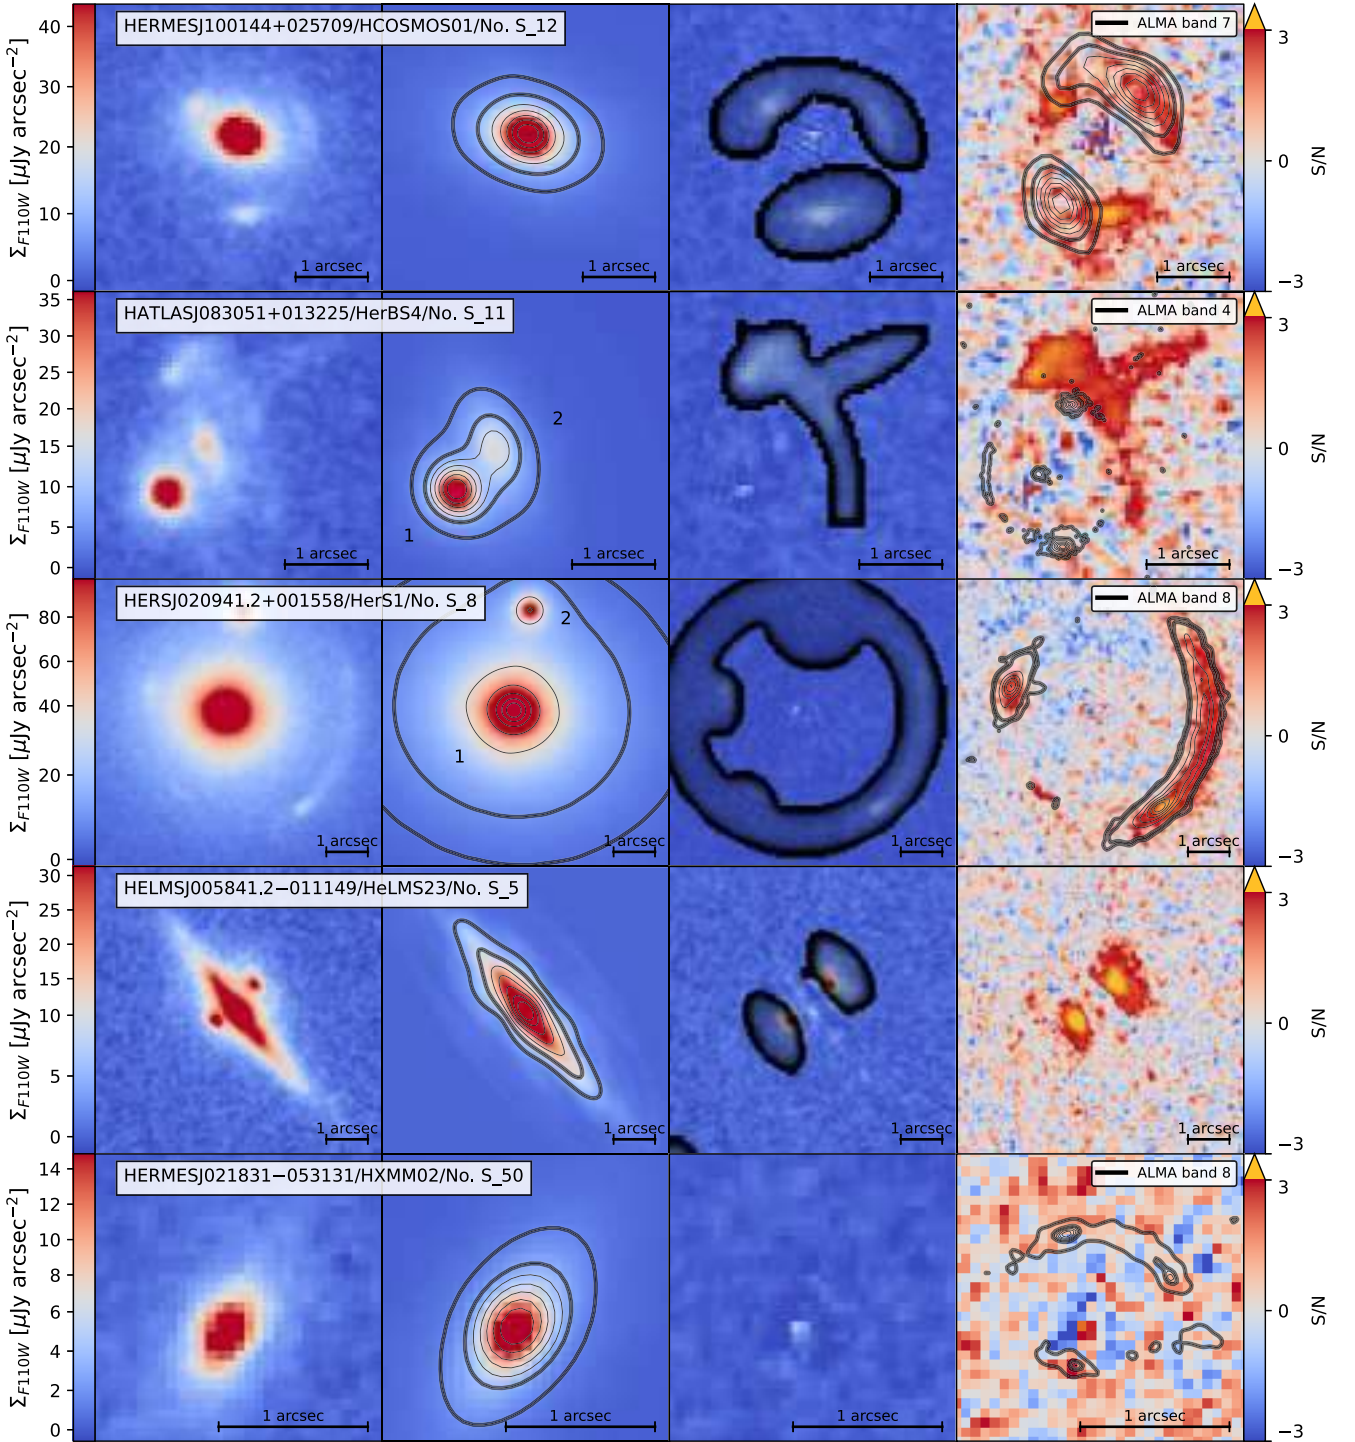 HERMESJ100144+025709/HCOSMOS01/No. S_12
ALMA band 7
40
30
20
10
0
Σ_F110W [μJy arcsec⁻²]
1 arcsec
1 arcsec
1 arcsec
1 arcsec
3
0
−3
S/N
HATLASJ083051+013225/HerBS4/No. S_11
ALMA band 4
35
30
25
20
15
10
5
0
Σ_F110W [μJy arcsec⁻²]
2
1
1 arcsec
1 arcsec
1 arcsec
1 arcsec
3
0
−3
S/N
HERSJ020941.2+001558/HerS1/No. S_8
ALMA band 8
80
60
40
20
0
Σ_F110W [μJy arcsec⁻²]
2
1
1 arcsec
1 arcsec
1 arcsec
1 arcsec
3
0
−3
S/N
HELMSJ005841.2−011149/HeLMS23/No. S_5
30
25
20
15
10
5
0
Σ_F110W [μJy arcsec⁻²]
1 arcsec
1 arcsec
1 arcsec
1 arcsec
3
0
−3
S/N
HERMESJ021831−053131/HXMM02/No. S_50
ALMA band 8
14
12
10
8
6
4
2
0
Σ_F110W [μJy arcsec⁻²]
1 arcsec
1 arcsec
1 arcsec
1 arcsec
3
0
−3
S/N